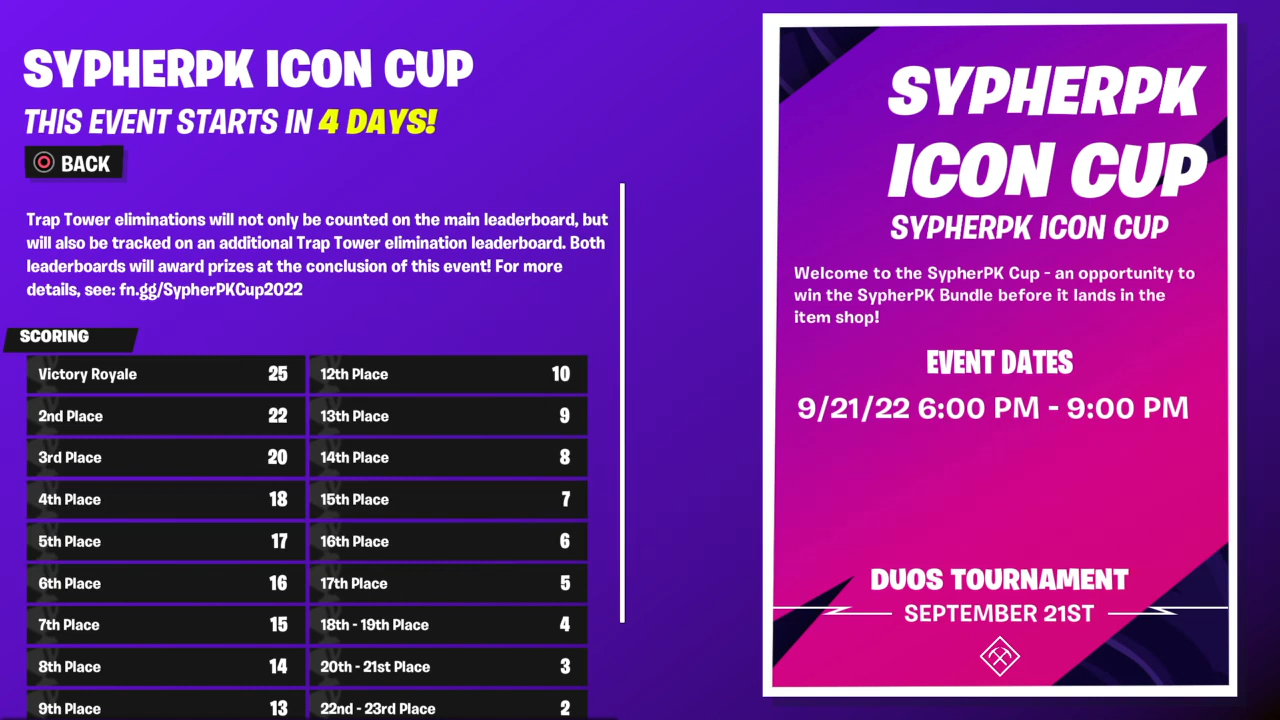 SYPHERPK ICON CUP
THIS EVENT STARTS IN 4 DAYS!
BACK
Trap Tower eliminations will not only be counted on the main leaderboard, but
will also be tracked on an additional Trap Tower elimination leaderboard. Both
leaderboards will award prizes at the conclusion of this event! For more
details, see: fn.gg/SypherPKCup2022
SCORING
Victory Royale 25
2nd Place 22
3rd Place 20
4th Place 18
5th Place 17
6th Place 16
7th Place 15
8th Place 14
9th Place 13
12th Place 10
13th Place 9
14th Place 8
15th Place 7
16th Place 6
17th Place 5
18th - 19th Place 4
20th - 21st Place 3
22nd - 23rd Place 2
SYPHERPK
ICON CUP
SYPHERPK ICON CUP
Welcome to the SypherPK Cup - an opportunity to
win the SypherPK Bundle before it lands in the
item shop!
EVENT DATES
9/21/22 6:00 PM - 9:00 PM
DUOS TOURNAMENT
SEPTEMBER 21ST